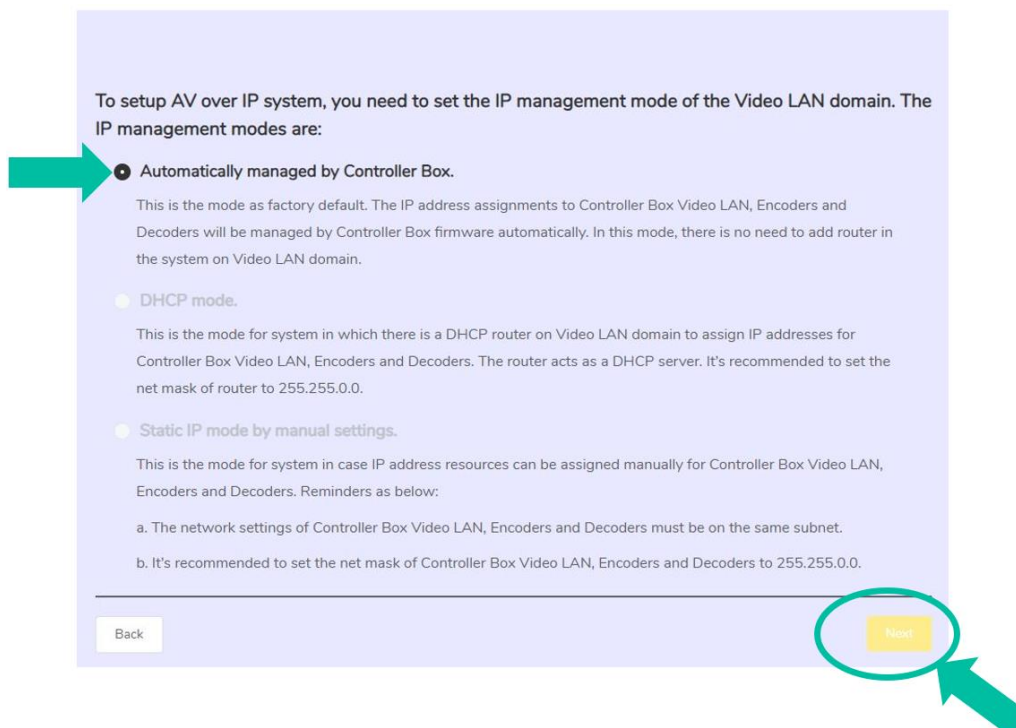 To setup AV over IP system, you need to set the IP management mode of the Video LAN domain. The
IP management modes are:
Automatically managed by Controller Box.
This is the mode as factory default. The IP address assignments to Controller Box Video LAN, Encoders and
Decoders will be managed by Controller Box firmware automatically. In this mode, there is no need to add router in
the system on Video LAN domain.
DHCP mode.
This is the mode for system in which there is a DHCP router on Video LAN domain to assign IP addresses for
Controller Box Video LAN, Encoders and Decoders. The router acts as a DHCP server. It's recommended to set the
net mask of router to 255.255.0.0.
Static IP mode by manual settings.
This is the mode for system in case IP address resources can be assigned manually for Controller Box Video LAN,
Encoders and Decoders. Reminders as below:
a. The network settings of Controller Box Video LAN, Encoders and Decoders must be on the same subnet.
b. It's recommended to set the net mask of Controller Box Video LAN, Encoders and Decoders to 255.255.0.0.
Back
Next